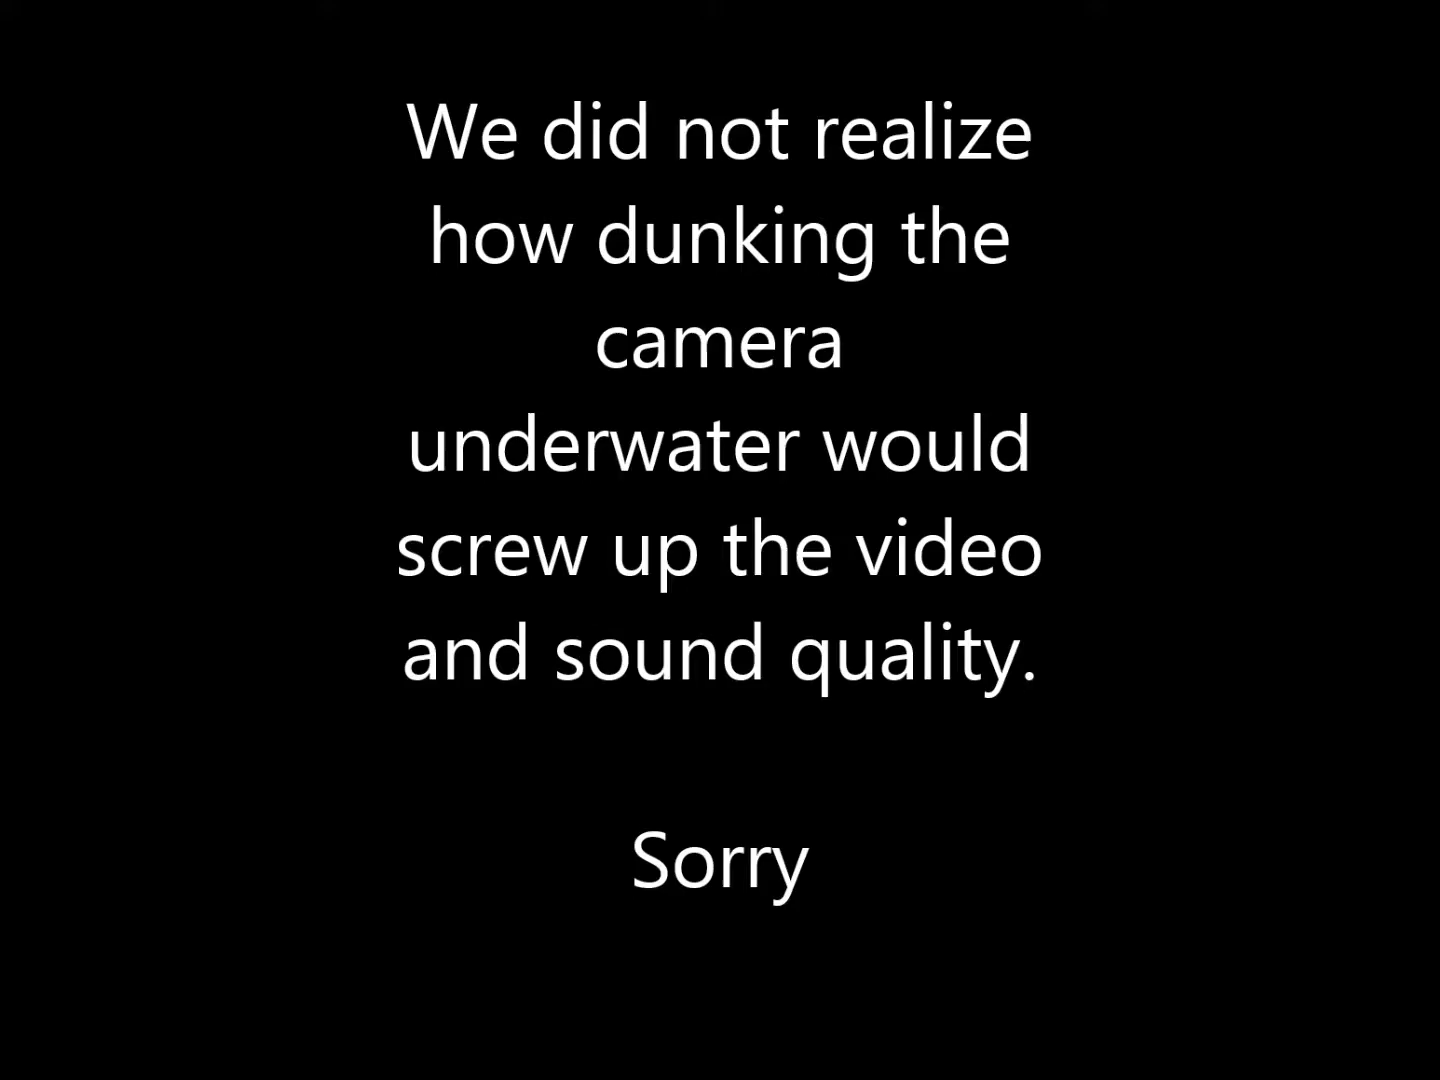 We did not realize
how dunking the
camera
underwater would
screw up the video
and sound quality.
Sorry